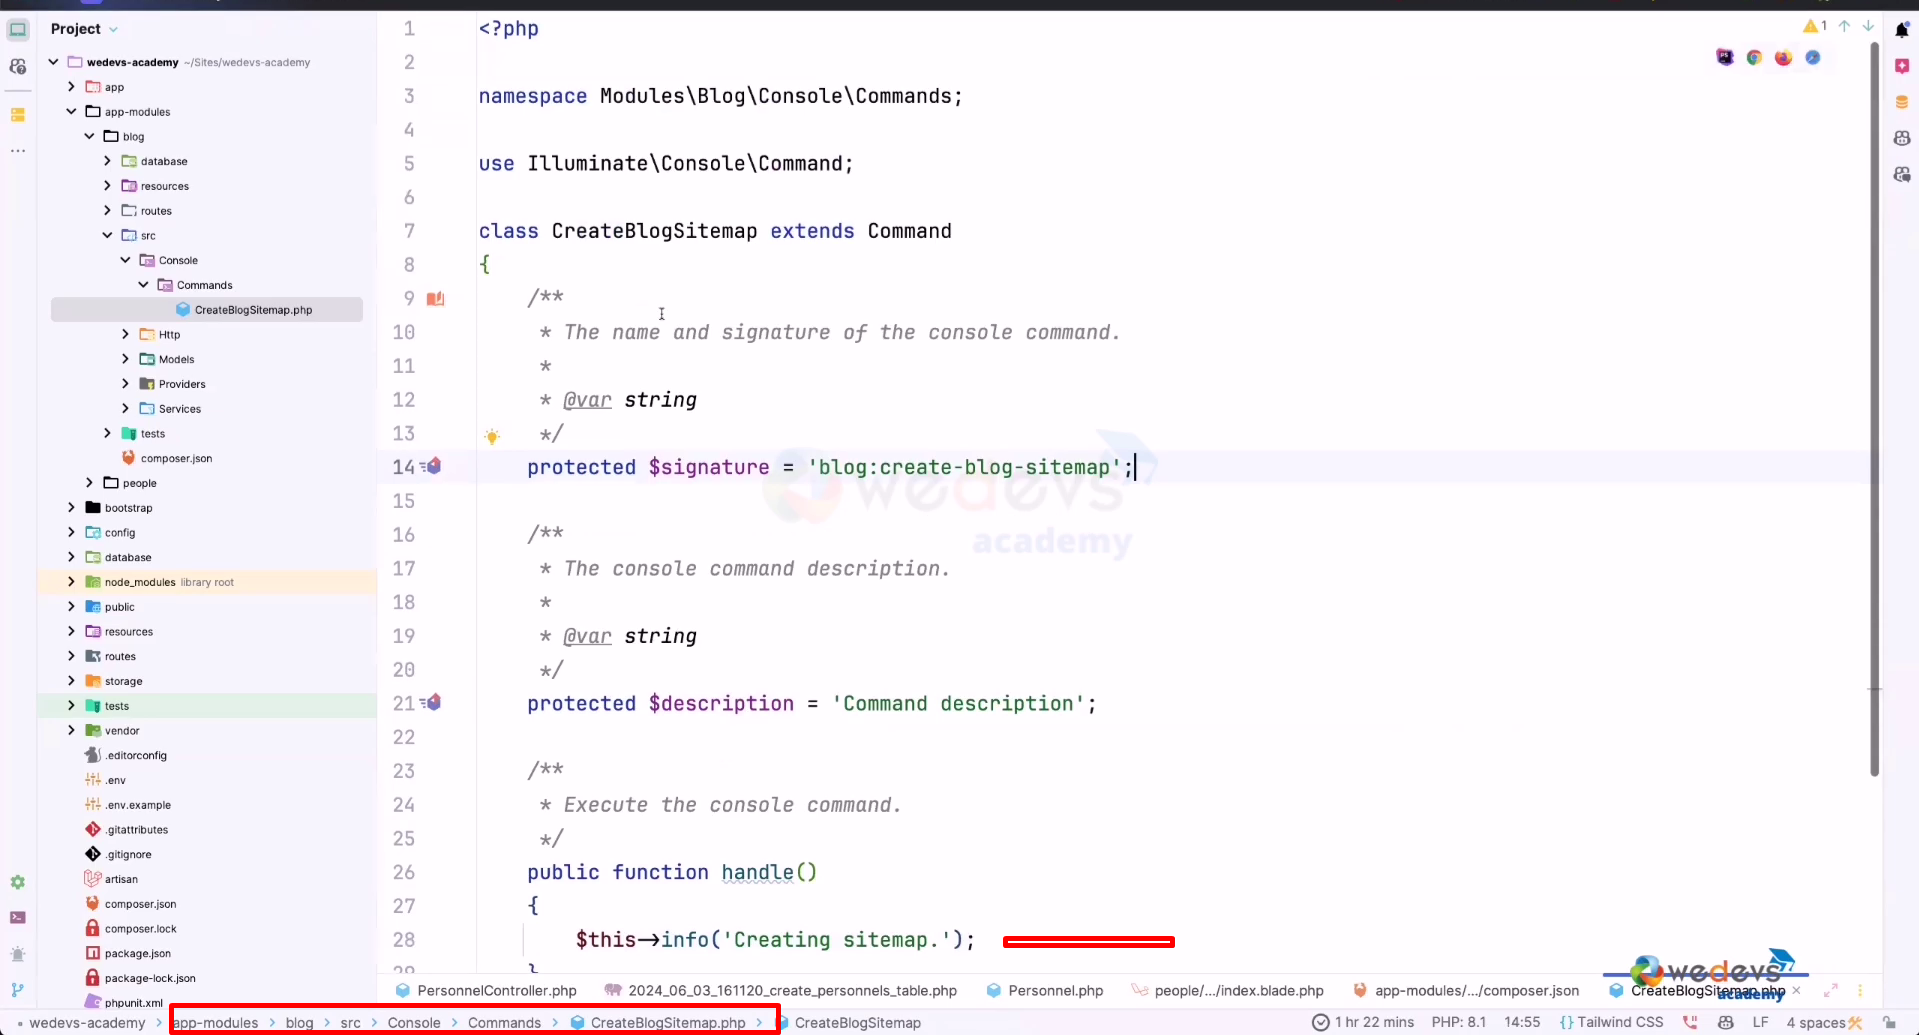 Project
wedevs-academy ~/Sites/wedevs-academy
app
app-modules
blog
database
resources
routes
src
Console
Commands
CreateBlogSitemap.php
Http
Models
Providers
Services
tests
composer.json
people
bootstrap
config
database
node_modules library root
public
resources
routes
storage
tests
vendor
.editorconfig
.env
.env.example
.gitattributes
.gitignore
artisan
composer.json
composer.lock
package.json
package-lock.json
phpunit.xml
1 <?php
2
3 namespace Modules\Blog\Console\Commands;
4
5 use Illuminate\Console\Command;
6
7 class CreateBlogSitemap extends Command
8 {
9 /**
10 * The name and signature of the console command.
11 *
12 * @var string
13 */
14 protected $signature = 'blog:create-blog-sitemap';
15
16 /**
17 * The console command description.
18 *
19 * @var string
20 */
21 protected $description = 'Command description';
22
23 /**
24 * Execute the console command.
25 */
26 public function handle()
27 {
28 $this->info('Creating sitemap.');
29 }
1
wedevs
academy
wedevs
academy
PersonnelController.php 2024_06_03_161120_create_personnels_table.php Personnel.php people/.../index.blade.php app-modules/.../composer.json CreateBlogSitemap.php
wedevs-academy > app-modules > blog > src > Console > Commands > CreateBlogSitemap.php > CreateBlogSitemap 1 hr 22 mins PHP: 8.1 14:55 {} Tailwind CSS LF 4 spaces